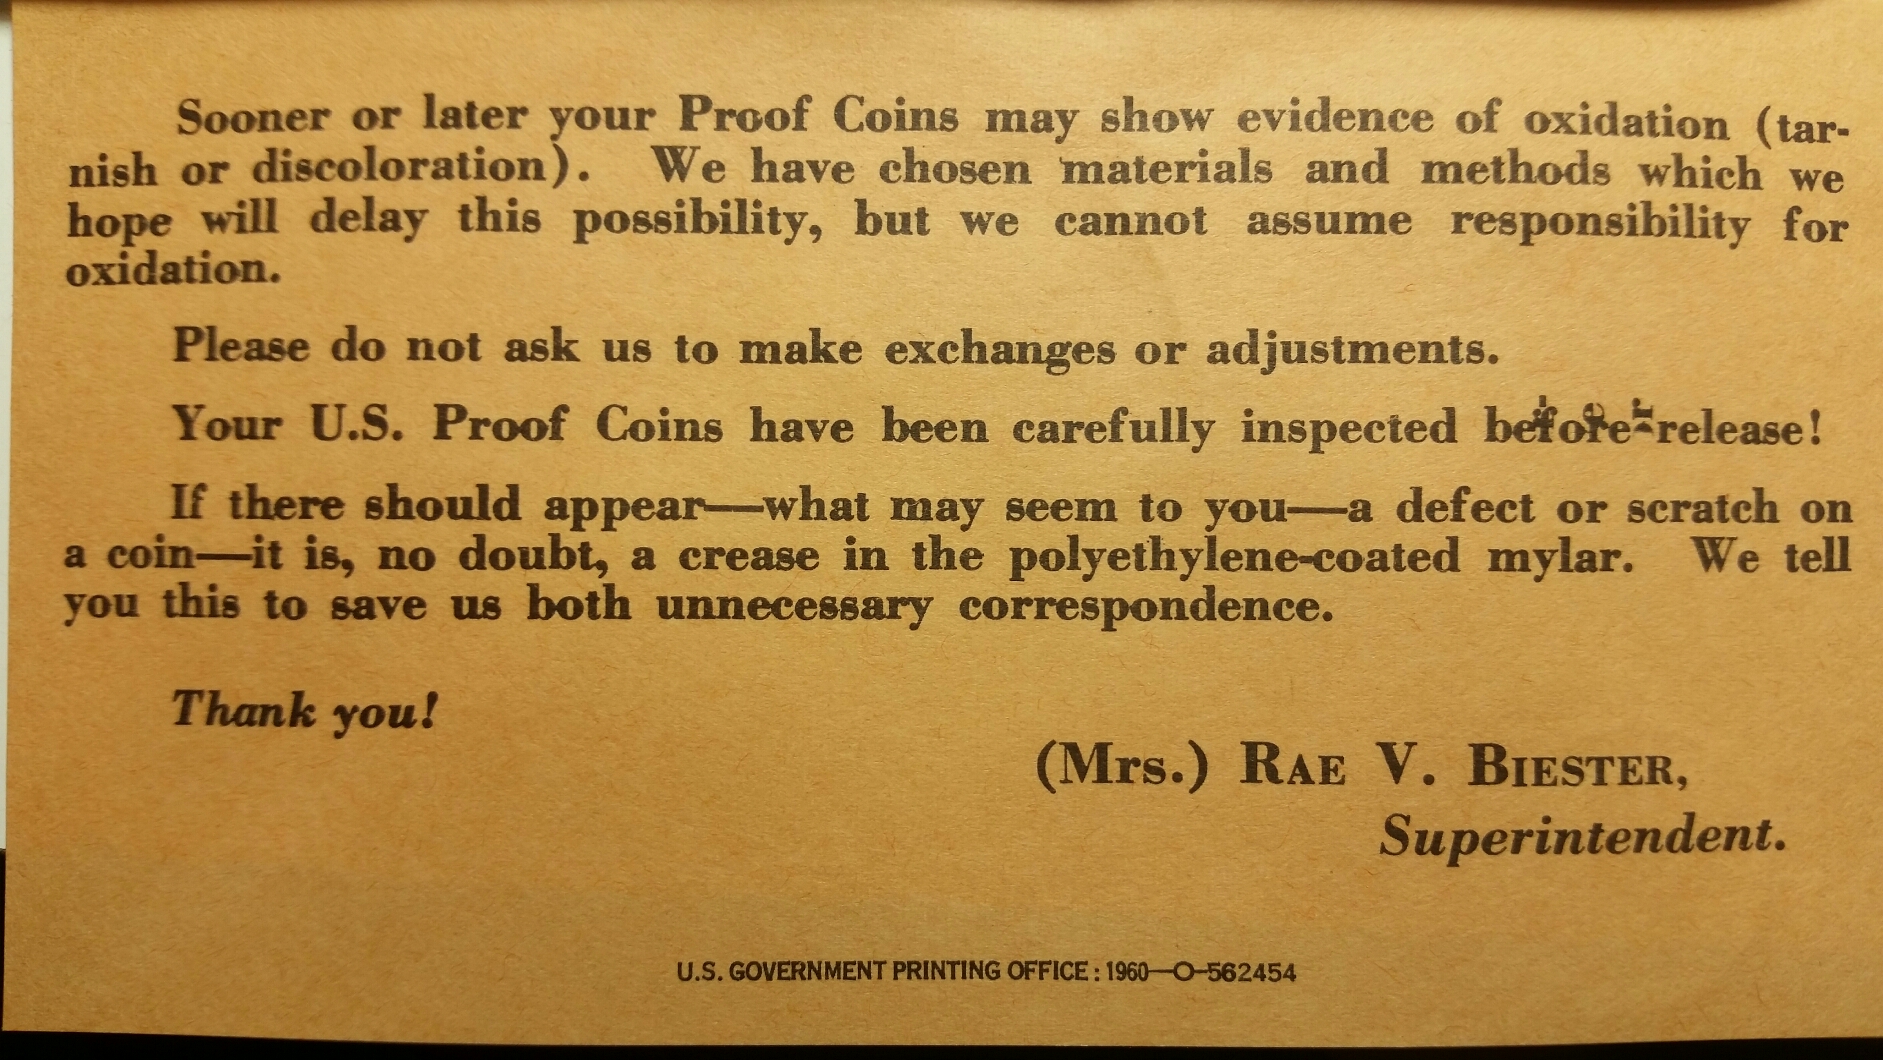 Sooner or later your Proof Coins may show evidence of oxidation (tar-
nish or discoloration). We have chosen materials and methods which we
hope will delay this possibility, but we cannot assume responsibility for
oxidation.
Please do not ask us to make exchanges or adjustments.
Your U.S. Proof Coins have been carefully inspected before release!
If there should appear—what may seem to you—a defect or scratch on
a coin—it is, no doubt, a crease in the polyethylene-coated mylar. We tell
you this to save us both unnecessary correspondence.
Thank you!
(Mrs.) RAE V. BIESTER,
Superintendent.
U.S. GOVERNMENT PRINTING OFFICE : 1960—O-562454